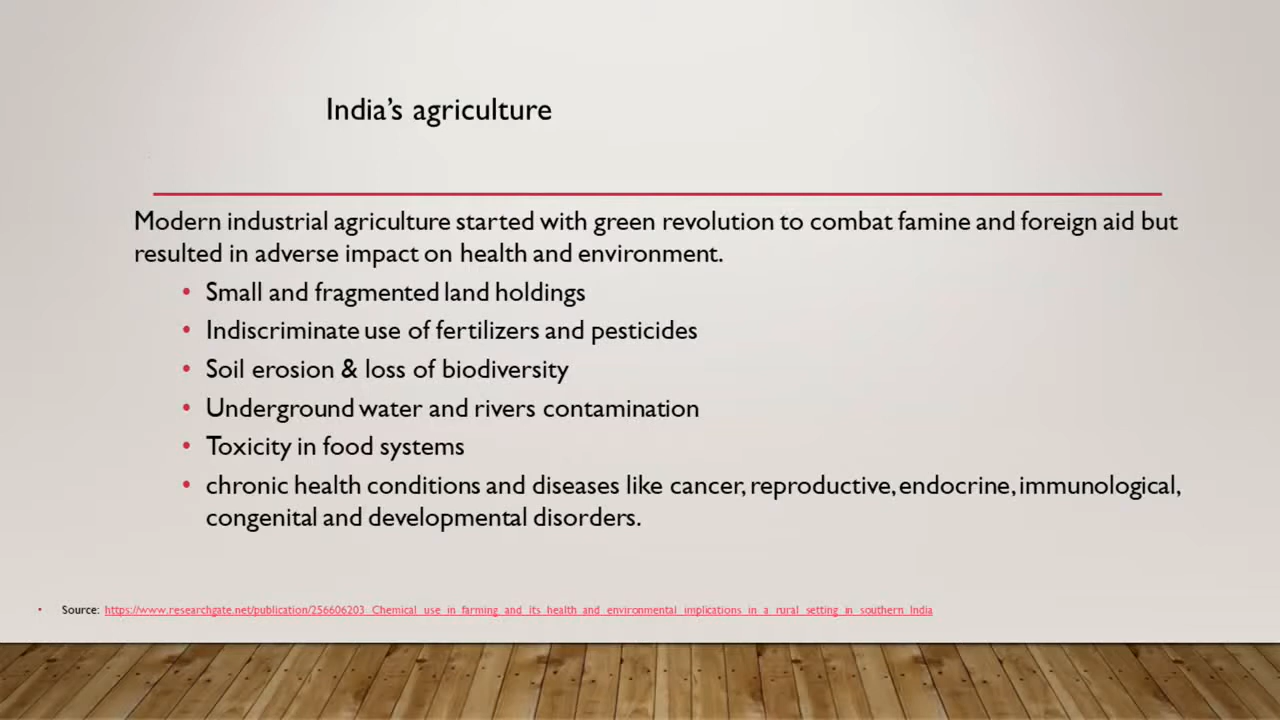 India’s agriculture
Modern industrial agriculture started with green revolution to combat famine and foreign aid but
resulted in adverse impact on health and environment.
• Small and fragmented land holdings
• Indiscriminate use of fertilizers and pesticides
• Soil erosion & loss of biodiversity
• Underground water and rivers contamination
• Toxicity in food systems
• chronic health conditions and diseases like cancer, reproductive, endocrine, immunological,
congenital and developmental disorders.
• Source: https://www.researchgate.net/publication/256606203_Chemical_use_in_farming_and_its_health_and_environmental_implications_in_a_rural_setting_in_southern_India